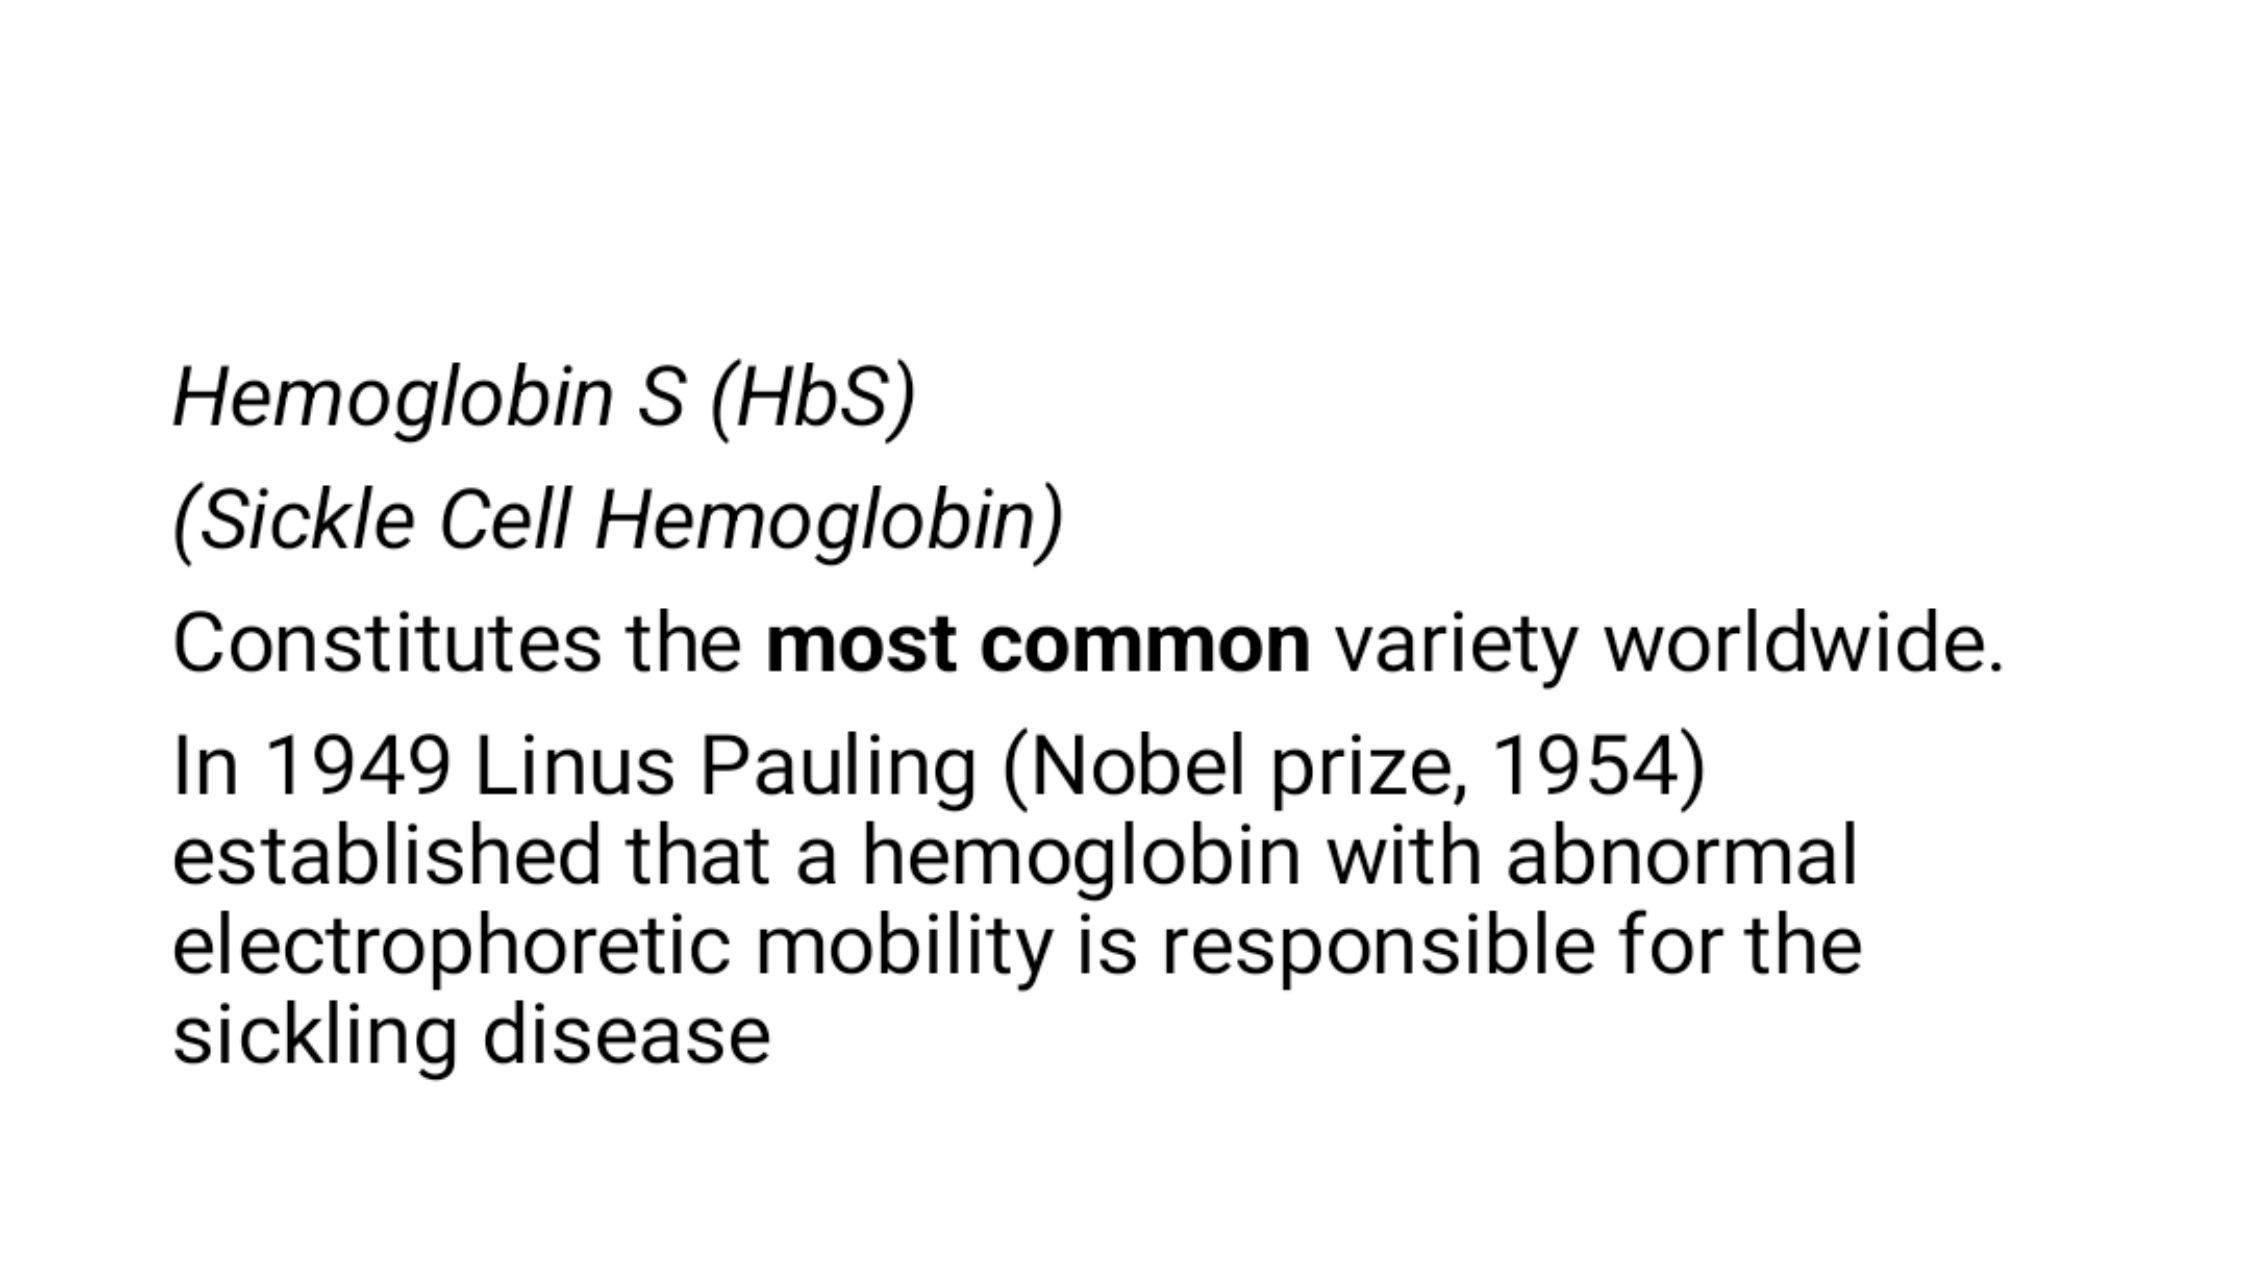 Hemoglobin S (HbS)
(Sickle Cell Hemoglobin)
Constitutes the most common variety worldwide.
In 1949 Linus Pauling (Nobel prize, 1954)
established that a hemoglobin with abnormal
electrophoretic mobility is responsible for the
sickling disease